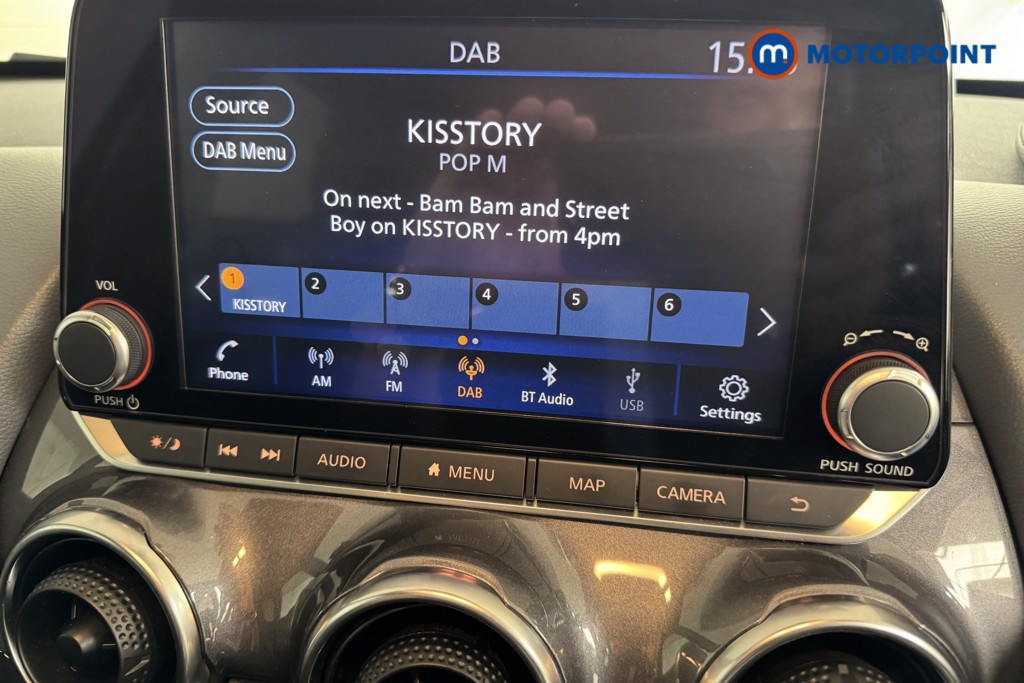 DAB
15.
m MOTORPOINT
Source
DAB Menu
KISSTORY
POP M
On next - Bam Bam and Street
Boy on KISSTORY - from 4pm
1 2 3 4 5 6
KISSTORY
VOL
PUSH
Phone
AM
FM
DAB
BT Audio
USB
Settings
PUSH SOUND
AUDIO
MENU
MAP
CAMERA